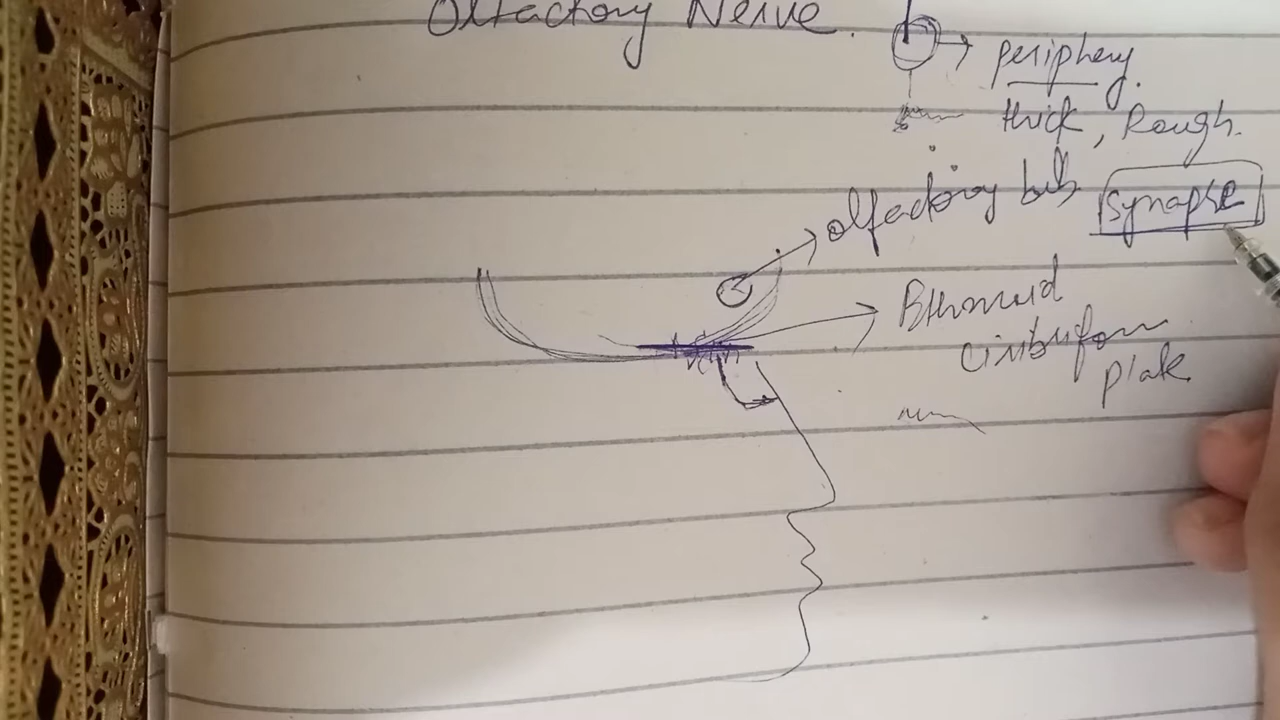 Olfactory Nerve.
periphery.
thick, Rough.
olfactory bulb
Synapse
Ethmoid
cribriform
plate